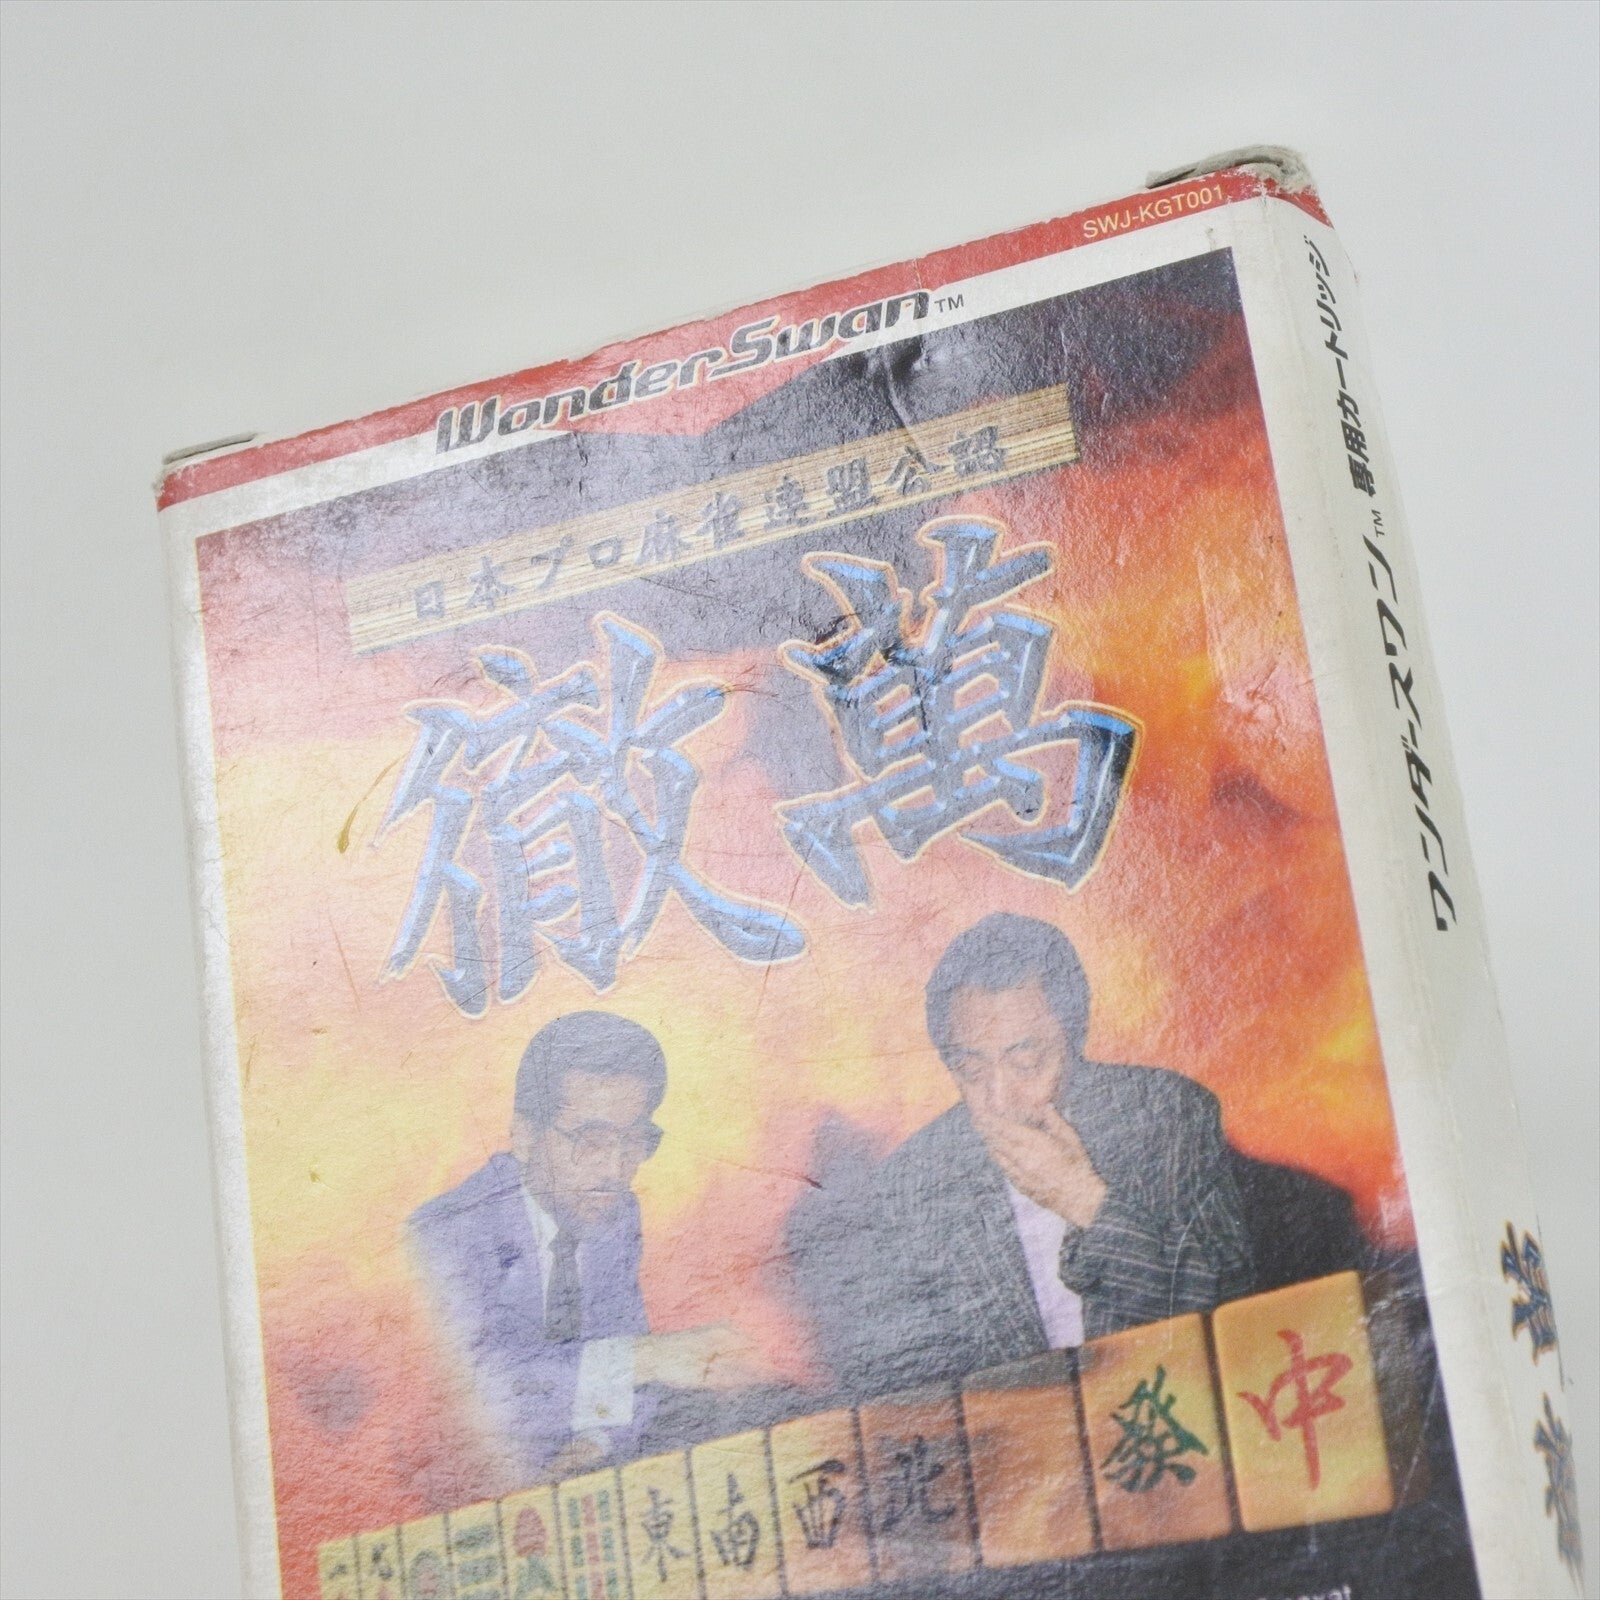 SWJ-KGT001
WonderSwan™
日本プロ麻雀連盟公認
徹萬
東 南 西 北 發 中
ワンダースワン™専用カートリッジ